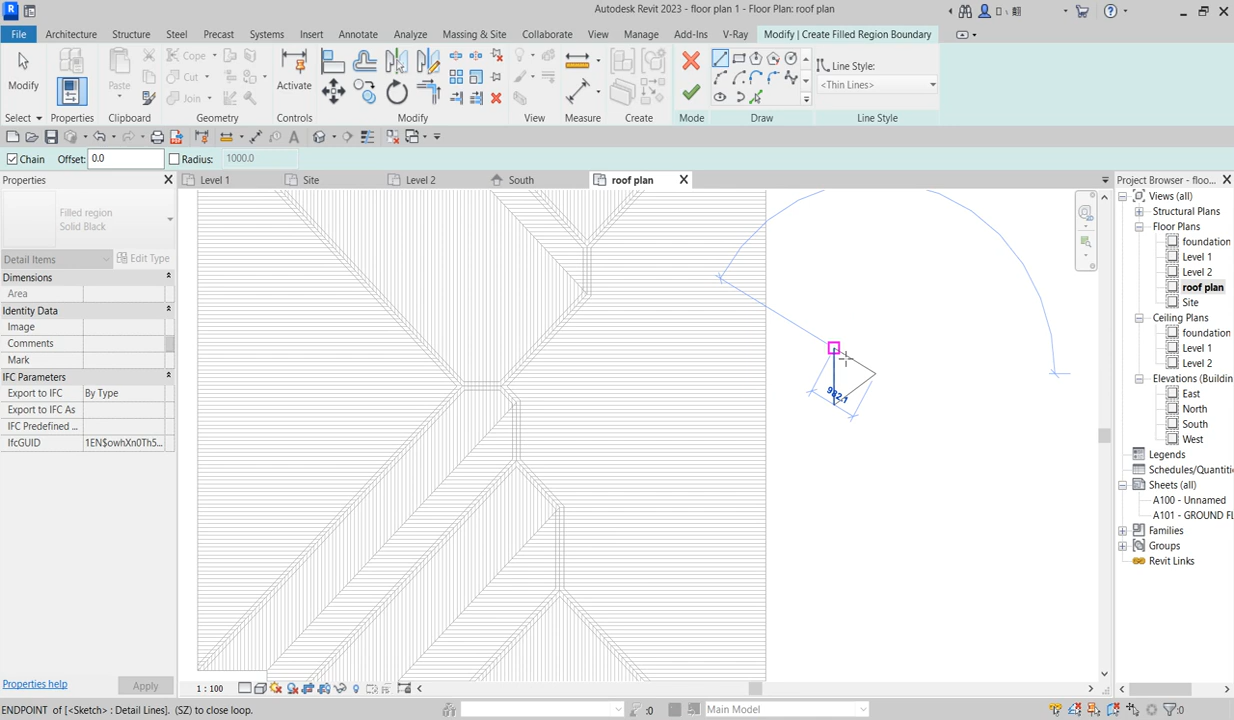 Autodesk Revit 2023 - floor plan 1 - Floor Plan: roof plan
File Architecture Structure Steel Precast Systems Insert Annotate Analyze Massing & Site Collaborate View Manage Add-Ins V-Ray Modify | Create Filled Region Boundary
Modify Paste Cope Cut Join Activate Line Style:
<Thin Lines>
Select Properties Clipboard Geometry Controls Modify View Measure Create Mode Draw Line Style
Chain Offset: 0.0 Radius: 1000.0
Properties Level 1 Site Level 2 South roof plan Project Browser - floo...
Filled region
Solid Black
Detail Items Edit Type
Dimensions
Area
Identity Data
Image
Comments
Mark
IFC Parameters
Export to IFC By Type
Export to IFC As
IFC Predefined ...
IfcGUID 1EN$owhXn0Th5...
Properties help Apply
982.1
Views (all)
Structural Plans
Floor Plans
foundation
Level 1
Level 2
roof plan
Site
Ceiling Plans
foundation
Level 1
Level 2
Elevations (Building
East
North
South
West
Legends
Schedules/Quantiti
Sheets (all)
A100 - Unnamed
A101 - GROUND FL
Families
Groups
Revit Links
1 : 100
ENDPOINT of [<Sketch> : Detail Lines]. (SZ) to close loop. :0 Main Model :0